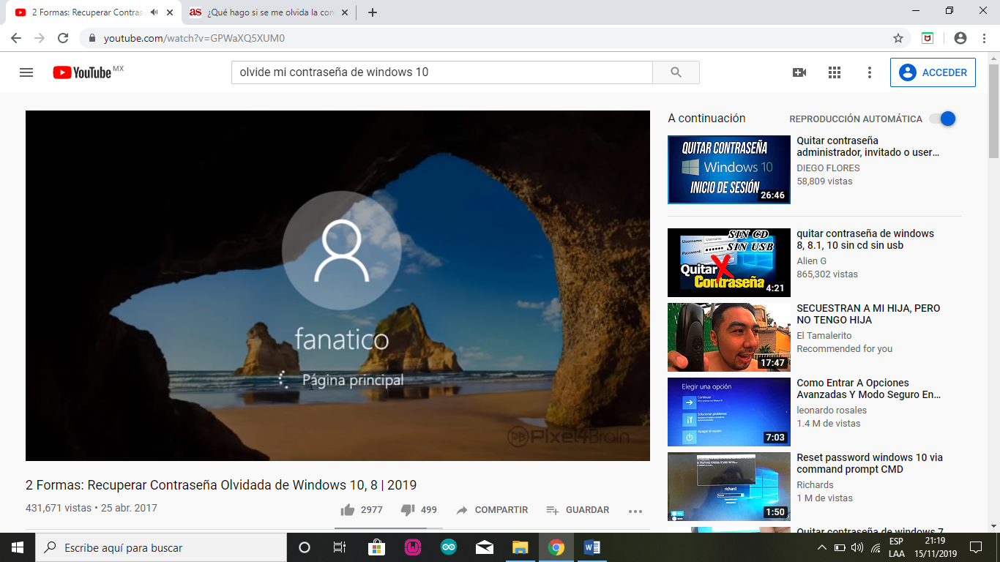 2 Formas: Recuperar Contras
¿Qué hago si se me olvida la con
youtube.com/watch?v=GPWaXQ5XUM0
YouTube MX
olvide mi contraseña de windows 10
ACCEDER
fanatico
Página principal
Pixel4Brain
2 Formas: Recuperar Contraseña Olvidada de Windows 10, 8 | 2019
431,671 vistas • 25 abr. 2017
2977
499
COMPARTIR
GUARDAR
A continuación
REPRODUCCIÓN AUTOMÁTICA
QUITAR CONTRASEÑA
Windows 10
INICIO DE SESIÓN
26:46
Quitar contraseña
administrador, invitado o user…
DIEGO FLORES
58,809 vistas
SIN CD
SIN USB
Username:
Username
Password:
Quitar
Contraseña
4:21
quitar contraseña de windows
8, 8.1, 10 sin cd sin usb
Alien G
865,302 vistas
17:47
SECUESTRAN A MI HIJA, PERO
NO TENGO HIJA
El Tamalerito
Recommended for you
Elegir una opción
Continuar
Solucionar problemas
Apagar el equipo
7:03
Como Entrar A Opciones
Avanzadas Y Modo Seguro En…
leonardo rosales
1.4 M de vistas
richard
1:50
Reset password windows 10 via
command prompt CMD
Richards
1 M de vistas
Quitar contraseña de windows 7
as
Escribe aquí para buscar
ESP
LAA
21:19
15/11/2019